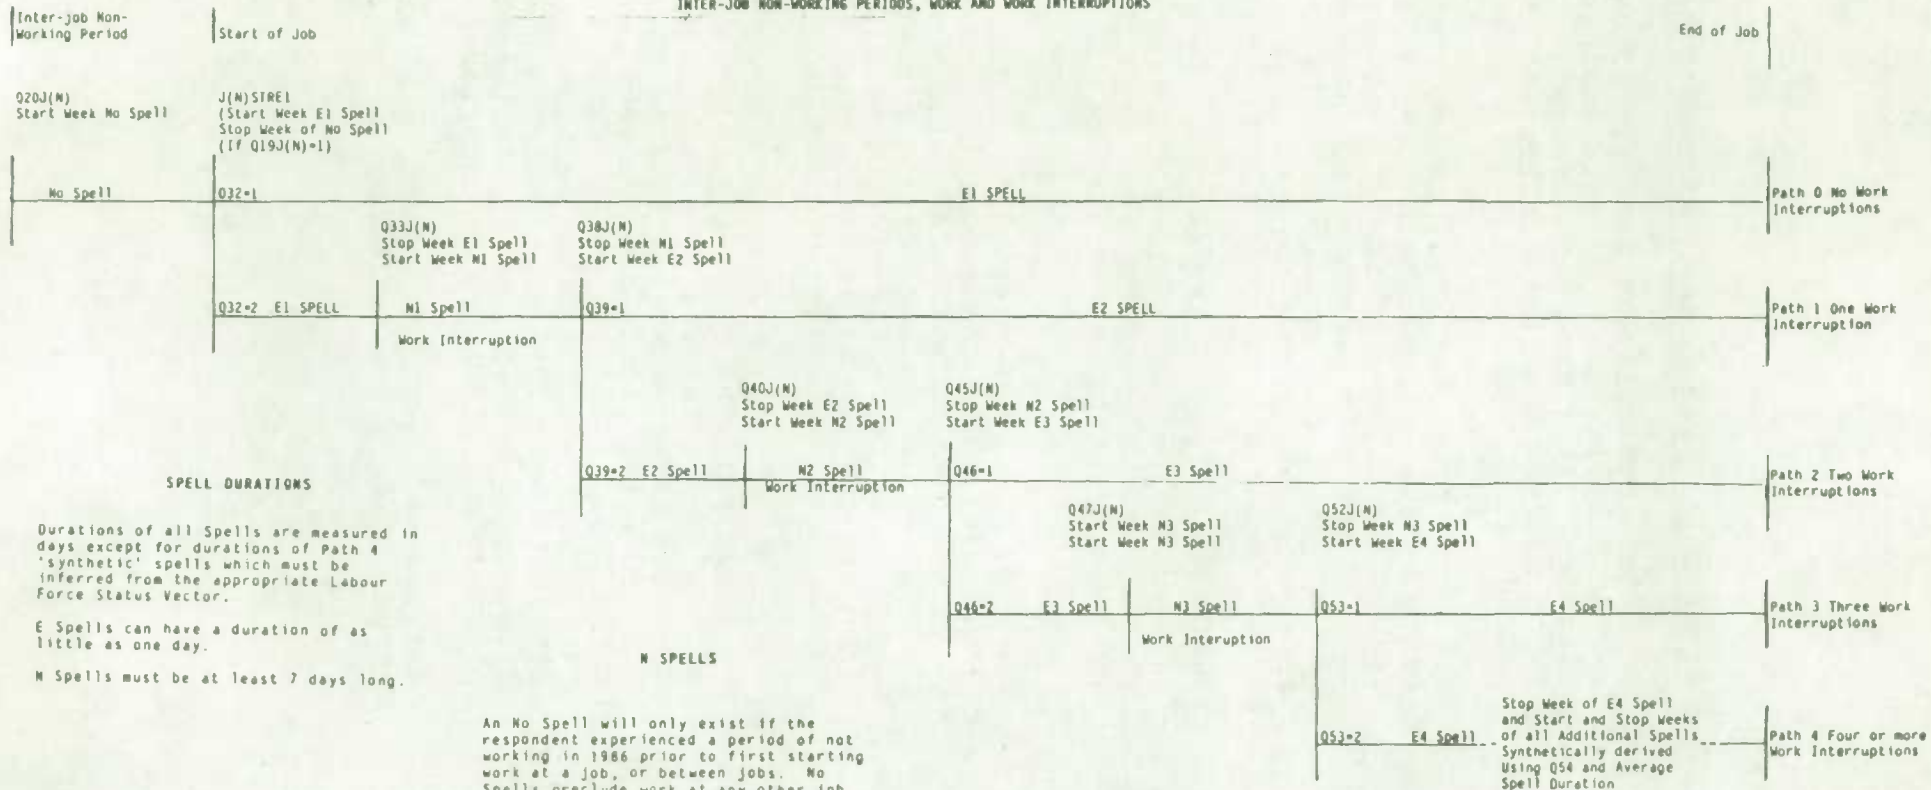 INTER-JOB NON-WORKING PERIODS, WORK AND WORK INTERRUPTIONS
Inter-job Non-
Working Period
Start of Job
End of Job
Q20J(N)
Start Week No Spell
J(N)STRE1
(Start Week E1 Spell
Stop Week of No Spell
(If Q19J(N)=1)
No Spell
Q32=1
E1 SPELL
Path 0 No Work
Interruptions
Q33J(N)
Stop Week E1 Spell
Start Week N1 Spell
Q38J(N)
Stop Week N1 Spell
Start Week E2 Spell
Q32=2 E1 SPELL
N1 Spell
Work Interruption
Q39=1
E2 SPELL
Path 1 One Work
Interruption
Q40J(N)
Stop Week E2 Spell
Start Week N2 Spell
Q45J(N)
Stop Week N2 Spell
Start Week E3 Spell
Q39=2 E2 Spell
N2 Spell
Work Interruption
Q46=1
E3 Spell
Path 2 Two Work
Interruptions
SPELL DURATIONS
Durations of all Spells are measured in
days except for durations of Path 4
'synthetic' spells which must be
inferred from the appropriate Labour
Force Status Vector.
E Spells can have a duration of as
little as one day.
N Spells must be at least 7 days long.
Q47J(N)
Start Week N3 Spell
Start Week N3 Spell
Q52J(N)
Stop Week N3 Spell
Start Week E4 Spell
Q46=2 E3 Spell
N3 Spell
Work Interuption
Q53=1
E4 Spell
Path 3 Three Work
Interruptions
N SPELLS
An No Spell will only exist if the
respondent experienced a period of not
working in 1986 prior to first starting
work at a job, or between jobs. No
Spells preclude work at any other job
Q53=2 E4 Spell
Stop Week of E4 Spell
and Start and Stop Weeks
of all Additional Spells
Synthetically derived
Using Q54 and Average
Spell Duration
Path 4 Four or more
Work Interruptions